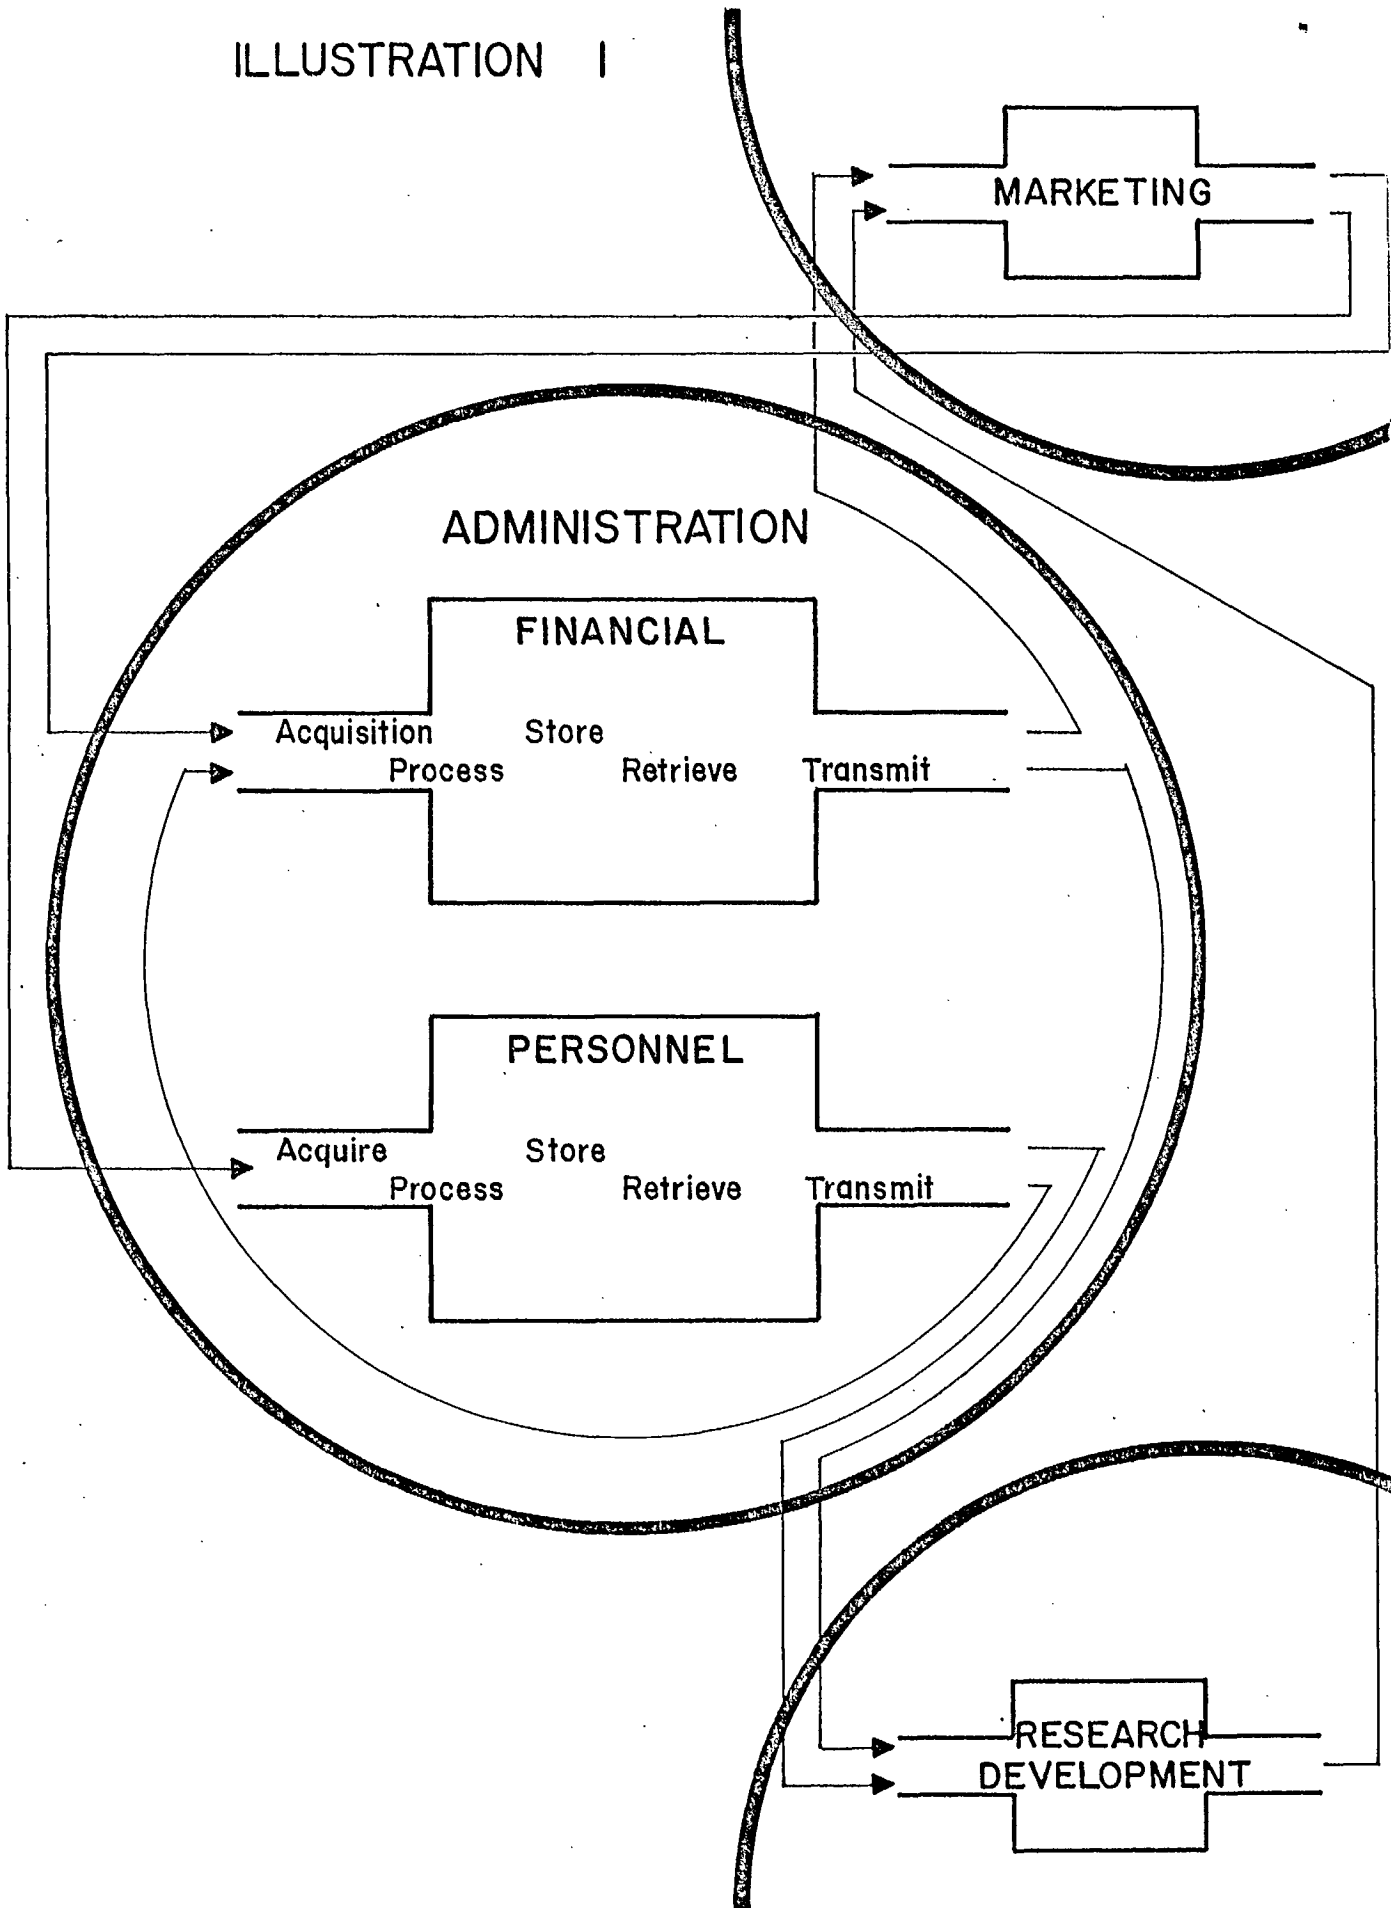 ILLUSTRATION I
MARKETING
ADMINISTRATION
FINANCIAL
Acquisition Store
Process Retrieve Transmit
PERSONNEL
Acquire Store
Process Retrieve Transmit
RESEARCH
DEVELOPMENT